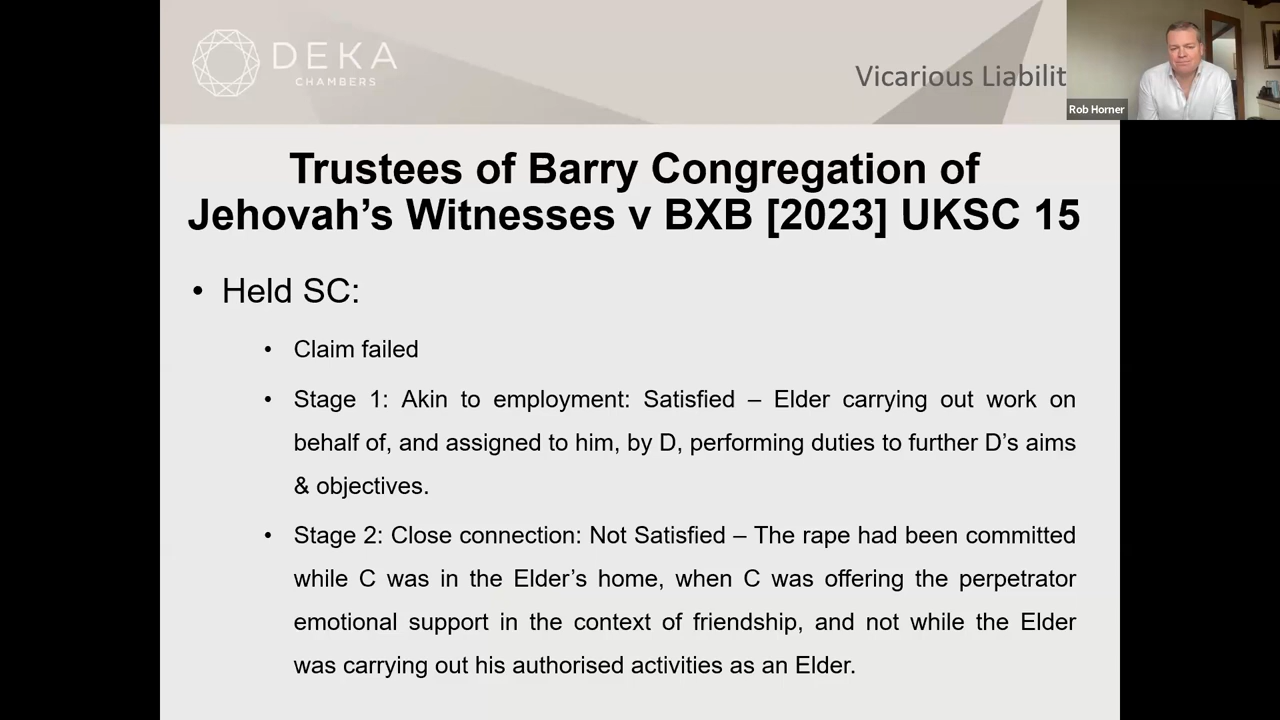 DEKA
CHAMBERS
Vicarious Liabilit
Rob Horner
Trustees of Barry Congregation of
Jehovah’s Witnesses v BXB [2023] UKSC 15
• Held SC:
• Claim failed
• Stage 1: Akin to employment: Satisfied – Elder carrying out work on
behalf of, and assigned to him, by D, performing duties to further D’s aims
& objectives.
• Stage 2: Close connection: Not Satisfied – The rape had been committed
while C was in the Elder’s home, when C was offering the perpetrator
emotional support in the context of friendship, and not while the Elder
was carrying out his authorised activities as an Elder.